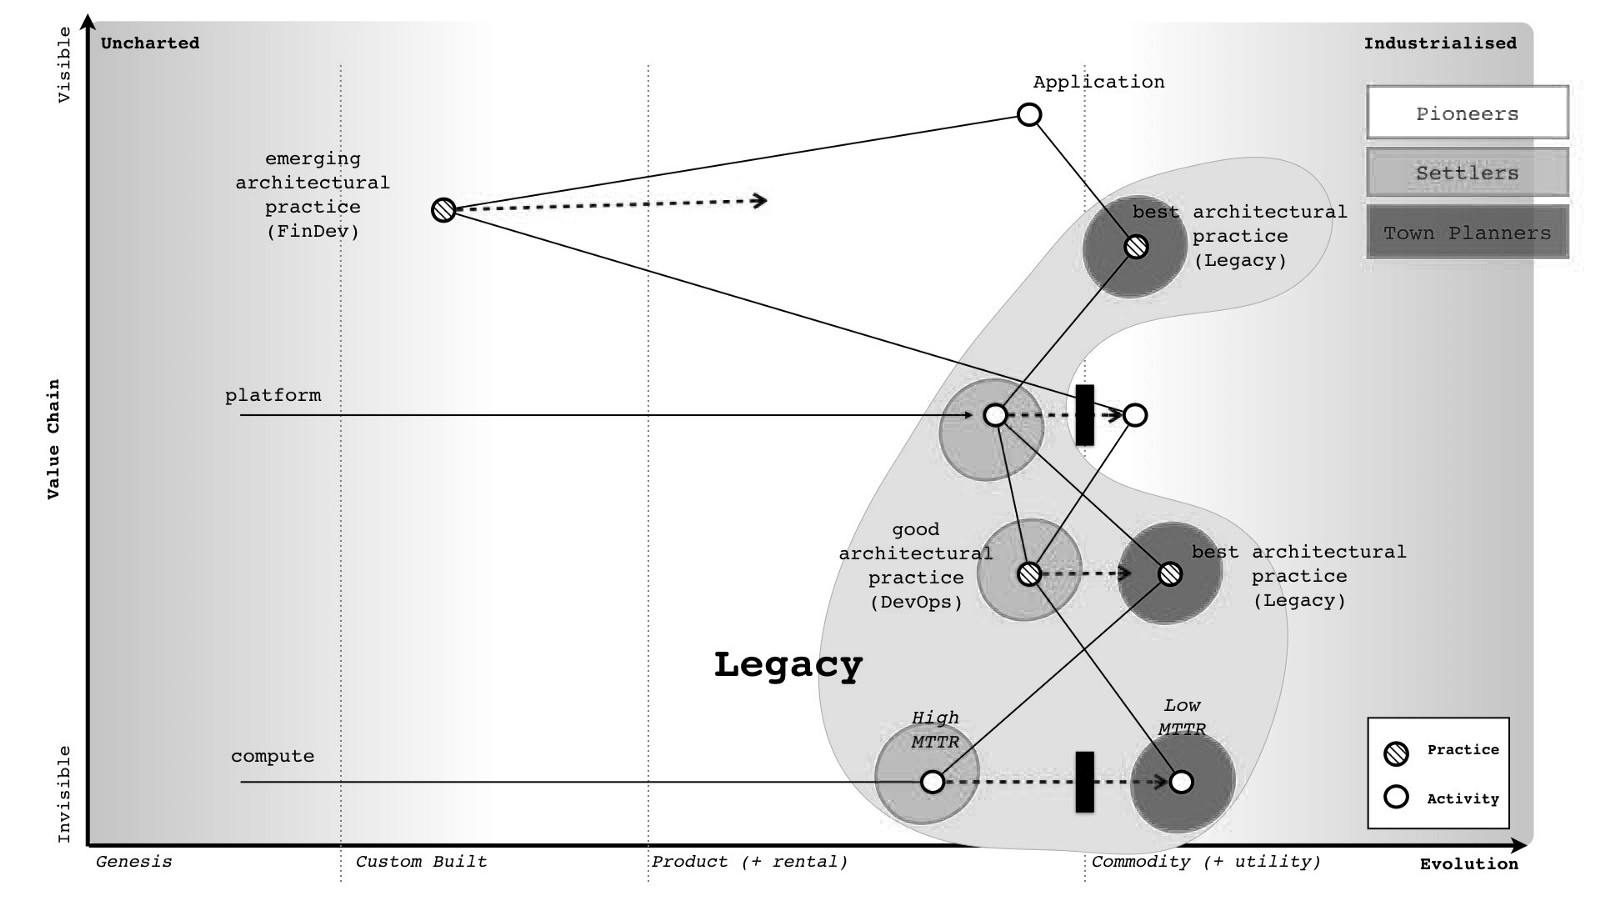 Uncharted
Industrialised
Visible
Application
Pioneers
emerging
architectural
practice
(FinDev)
Settlers
best architectural
practice
(Legacy)
Town Planners
platform
Value Chain
good
architectural
practice
(DevOps)
best architectural
practice
(Legacy)
Legacy
High
MTTR
Low
MTTR
compute
Invisible
Practice
Activity
Genesis
Custom Built
Product (+ rental)
Commodity (+ utility)
Evolution